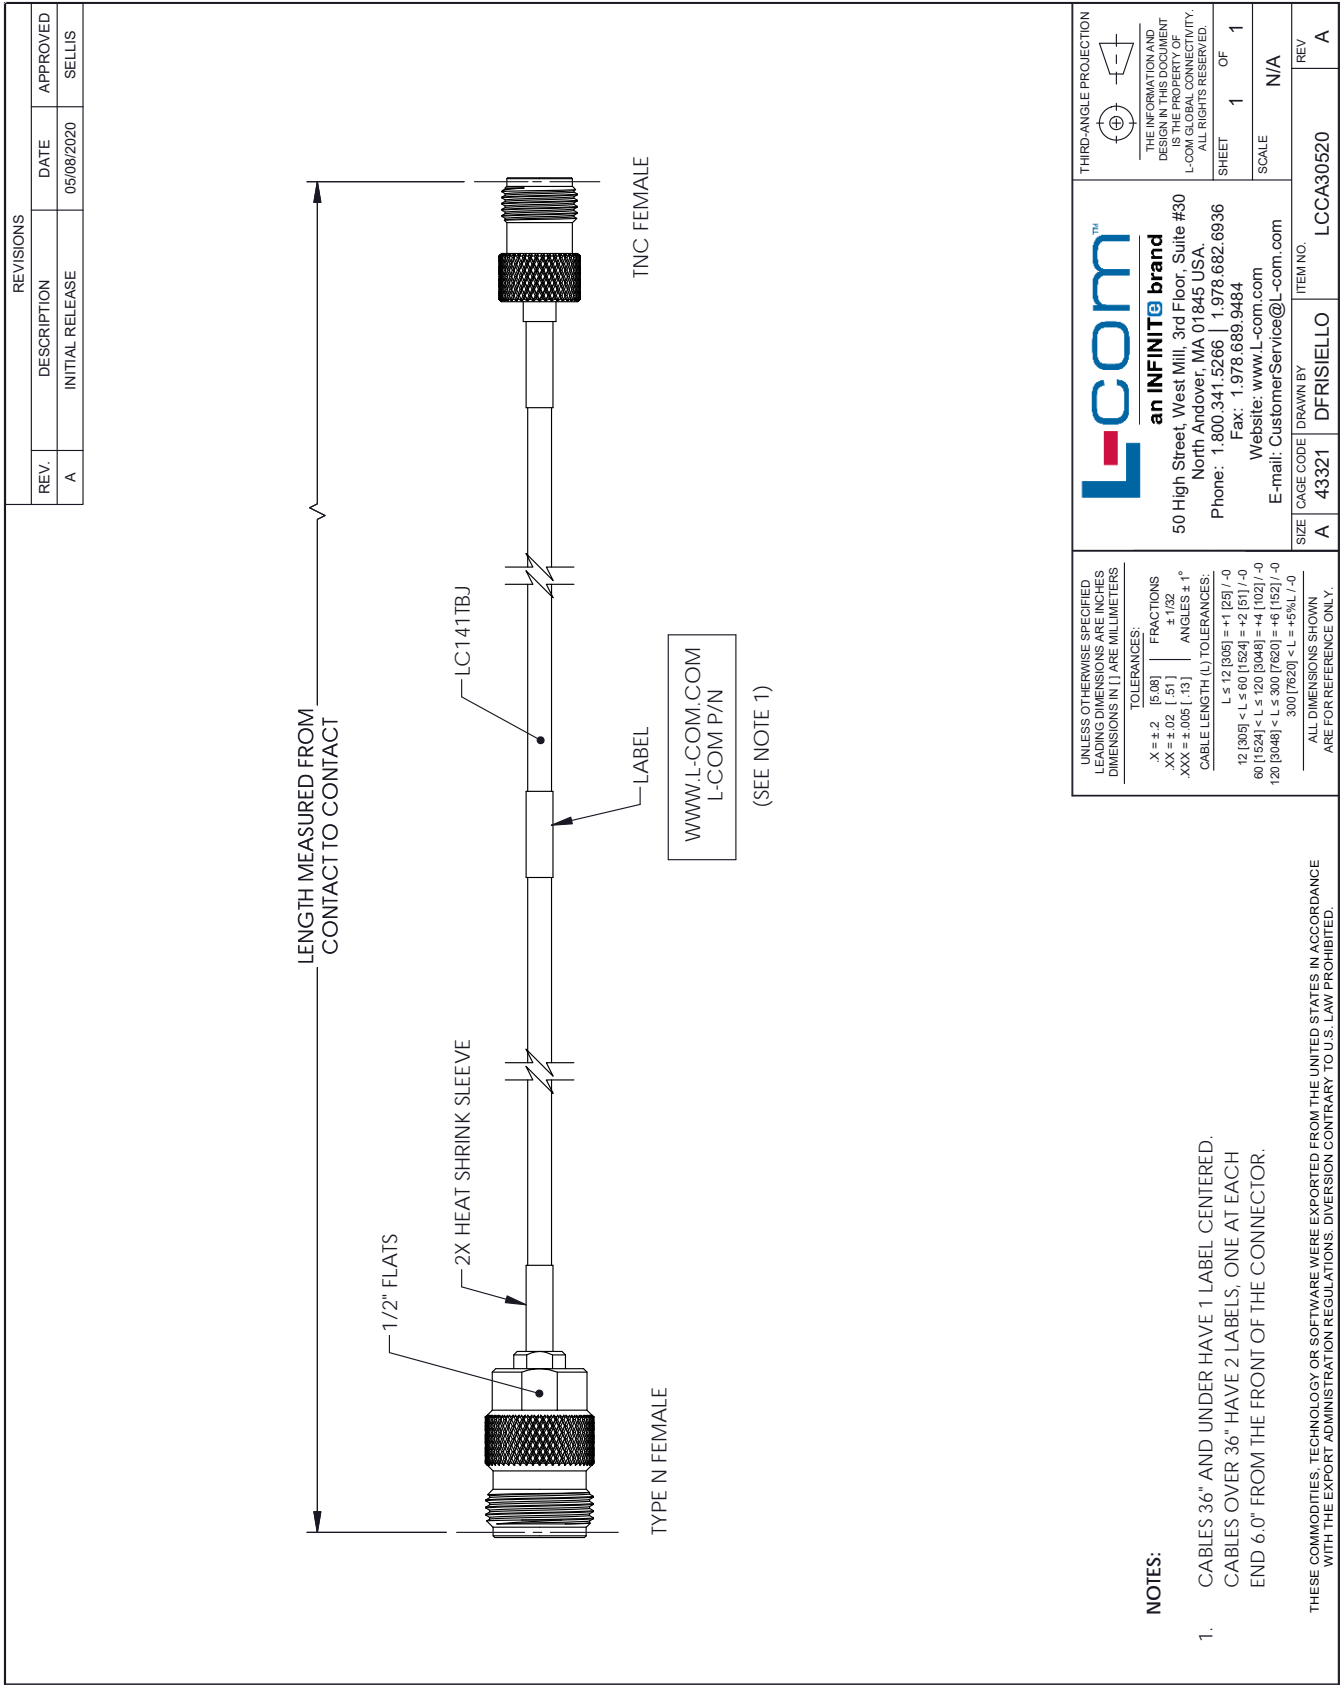 REVISIONS
REV. DESCRIPTION DATE APPROVED
A INITIAL RELEASE 05/08/2020 SELLIS
LENGTH MEASURED FROM
CONTACT TO CONTACT
1/2" FLATS
2X HEAT SHRINK SLEEVE
LC141TBJ
LABEL
WWW.L-COM.COM
L-COM P/N
(SEE NOTE 1)
TYPE N FEMALE
TNC FEMALE
NOTES:
1. CABLES 36" AND UNDER HAVE 1 LABEL CENTERED.
CABLES OVER 36" HAVE 2 LABELS, ONE AT EACH
END 6.0" FROM THE FRONT OF THE CONNECTOR.
THESE COMMODITIES, TECHNOLOGY OR SOFTWARE WERE EXPORTED FROM THE UNITED STATES IN ACCORDANCE
WITH THE EXPORT ADMINISTRATION REGULATIONS. DIVERSION CONTRARY TO U.S. LAW PROHIBITED.
UNLESS OTHERWISE SPECIFIED
LEADING DIMENSIONS ARE INCHES
DIMENSIONS IN [ ] ARE MILLIMETERS
TOLERANCES:
.X = ± .2 [5.08] FRACTIONS
.XX = ± .02 [ .51 ] ± 1/32
.XXX = ± .005 [ .13 ] ANGLES ± 1°
CABLE LENGTH (L) TOLERANCES:
L ≤ 12 [305] = +1 [25] / -0
12 [305] < L ≤ 60 [1524] = +2 [51] / -0
60 [1524] < L ≤ 120 [3048] = +4 [102] / -0
120 [3048] < L ≤ 300 [7620] = +6 [152] / -0
300 [7620] < L = +5%L / -0
ALL DIMENSIONS SHOWN
ARE FOR REFERENCE ONLY.
L-com™
an INFINITe brand
50 High Street, West Mill, 3rd Floor, Suite #30
North Andover, MA 01845 USA.
Phone: 1.800.341.5266 | 1.978.682.6936
Fax: 1.978.689.9484
Website: www.L-com.com
E-mail: CustomerService@L-com.com
THIRD-ANGLE PROJECTION
THE INFORMATION AND
DESIGN IN THIS DOCUMENT
IS THE PROPERTY OF
L-COM GLOBAL CONNECTIVITY.
ALL RIGHTS RESERVED.
SHEET 1 OF 1
SCALE N/A
SIZE A
CAGE CODE 43321
DRAWN BY DFRISIELLO
ITEM NO. LCCA30520
REV A